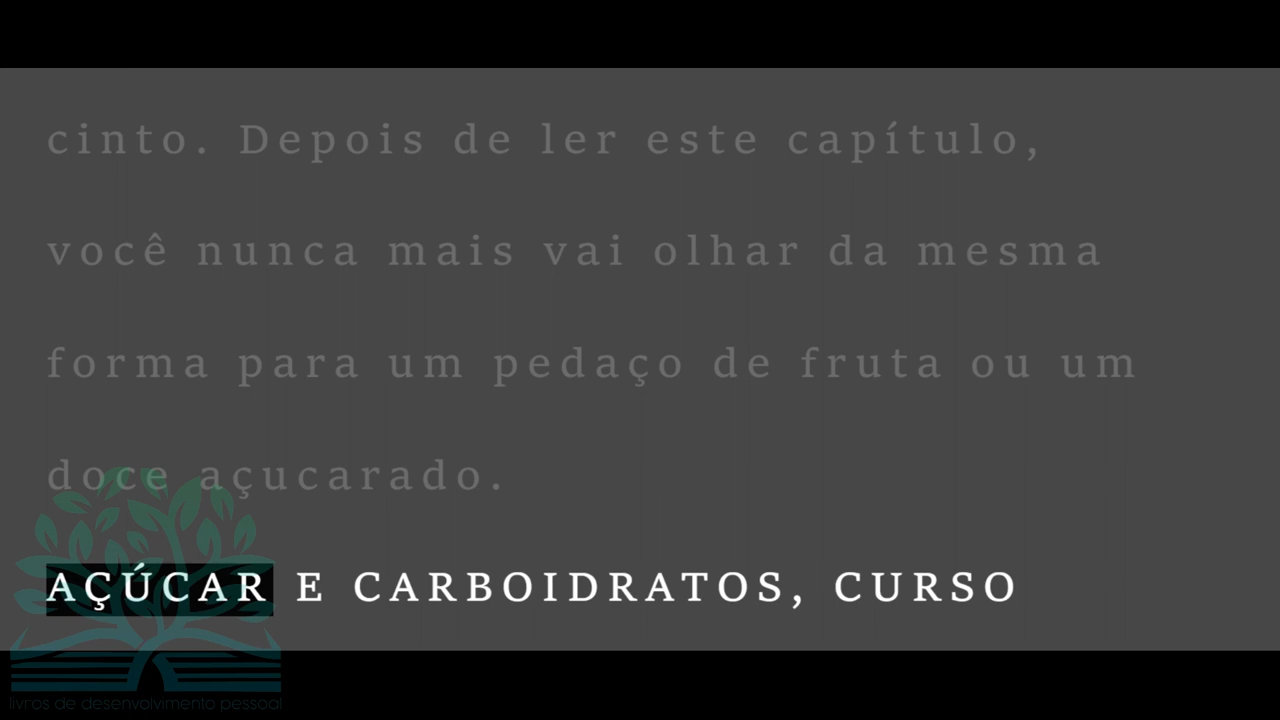 cinto. Depois de ler este capítulo,
você nunca mais vai olhar da mesma
forma para um pedaço de fruta ou um
doce açucarado.
AÇÚCAR E CARBOIDRATOS, CURSO
livros de desenvolvimento pessoal